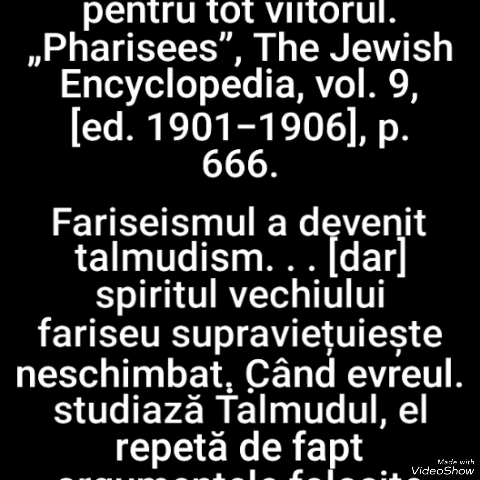 pentru tot viitorul.
„Pharisees”, The Jewish
Encyclopedia, vol. 9,
[ed. 1901–1906], p.
666.
Fariseismul a devenit
talmudism. . . [dar]
spiritul vechiului
fariseu supraviețuiește
neschimbat. Când evreul.
studiază Talmudul, el
repetă de fapt
argumentele folosite
Made with
VideoShow